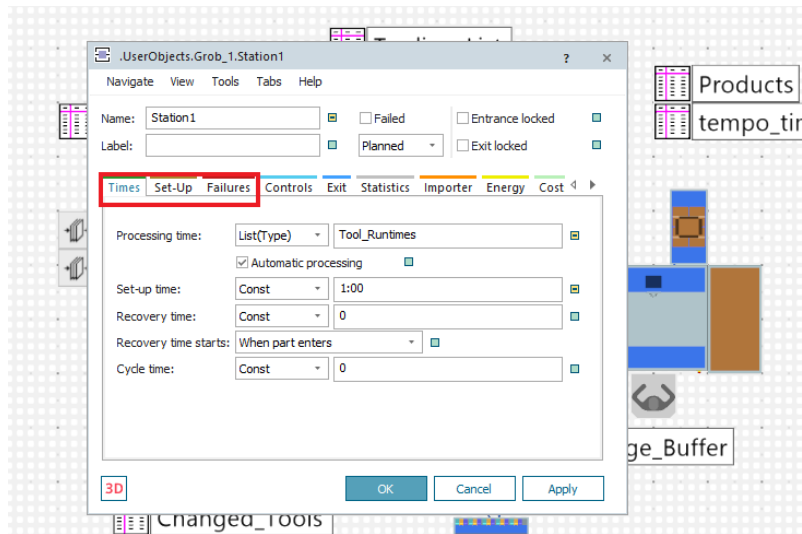 .UserObjects.Grob_1.Station1 ? ×
Navigate View Tools Tabs Help
Products
tempo_tir
Name: Station1 Failed Entrance locked
Label: Planned Exit locked
Times Set-Up Failures Controls Exit Statistics Importer Energy Cost
Processing time: List(Type) Tool_Runtimes
Automatic processing
Set-up time: Const 1:00
Recovery time: Const 0
Recovery time starts: When part enters
Cycle time: Const 0
ge_Buffer
3D OK Cancel Apply
Changed_Tools